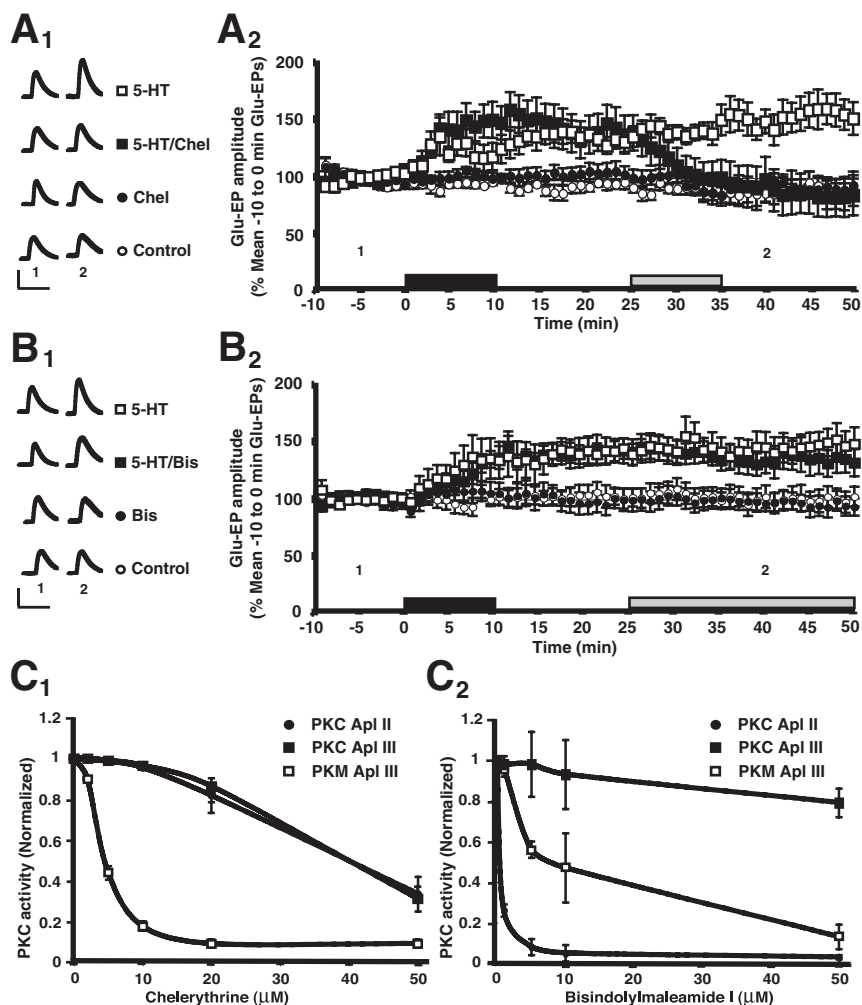 A1
5-HT
5-HT/Chel
Chel
Control
1 2
A2
Glu-EP amplitude
(% Mean -10 to 0 min Glu-EPs)
200
150
100
50
0
1
2
-10 -5 0 5 10 15 20 25 30 35 40 45 50
Time (min)
B1
5-HT
5-HT/Bis
Bis
Control
1 2
B2
Glu-EP amplitude
(% Mean -10 to 0 min Glu-EPs)
200
150
100
50
0
1
2
-10 -5 0 5 10 15 20 25 30 35 40 45 50
Time (min)
C1
PKC activity (Normalized)
1.2
1
0.8
0.6
0.4
0.2
0
PKC Apl II
PKC Apl III
PKM Apl III
0 10 20 30 40 50
Chelerythrine (μM)
C2
PKC activity (Normalized)
1.2
1
0.8
0.6
0.4
0.2
0
PKC Apl II
PKC Apl III
PKM Apl III
0 10 20 30 40 50
Bisindolylmaleamide I (μM)